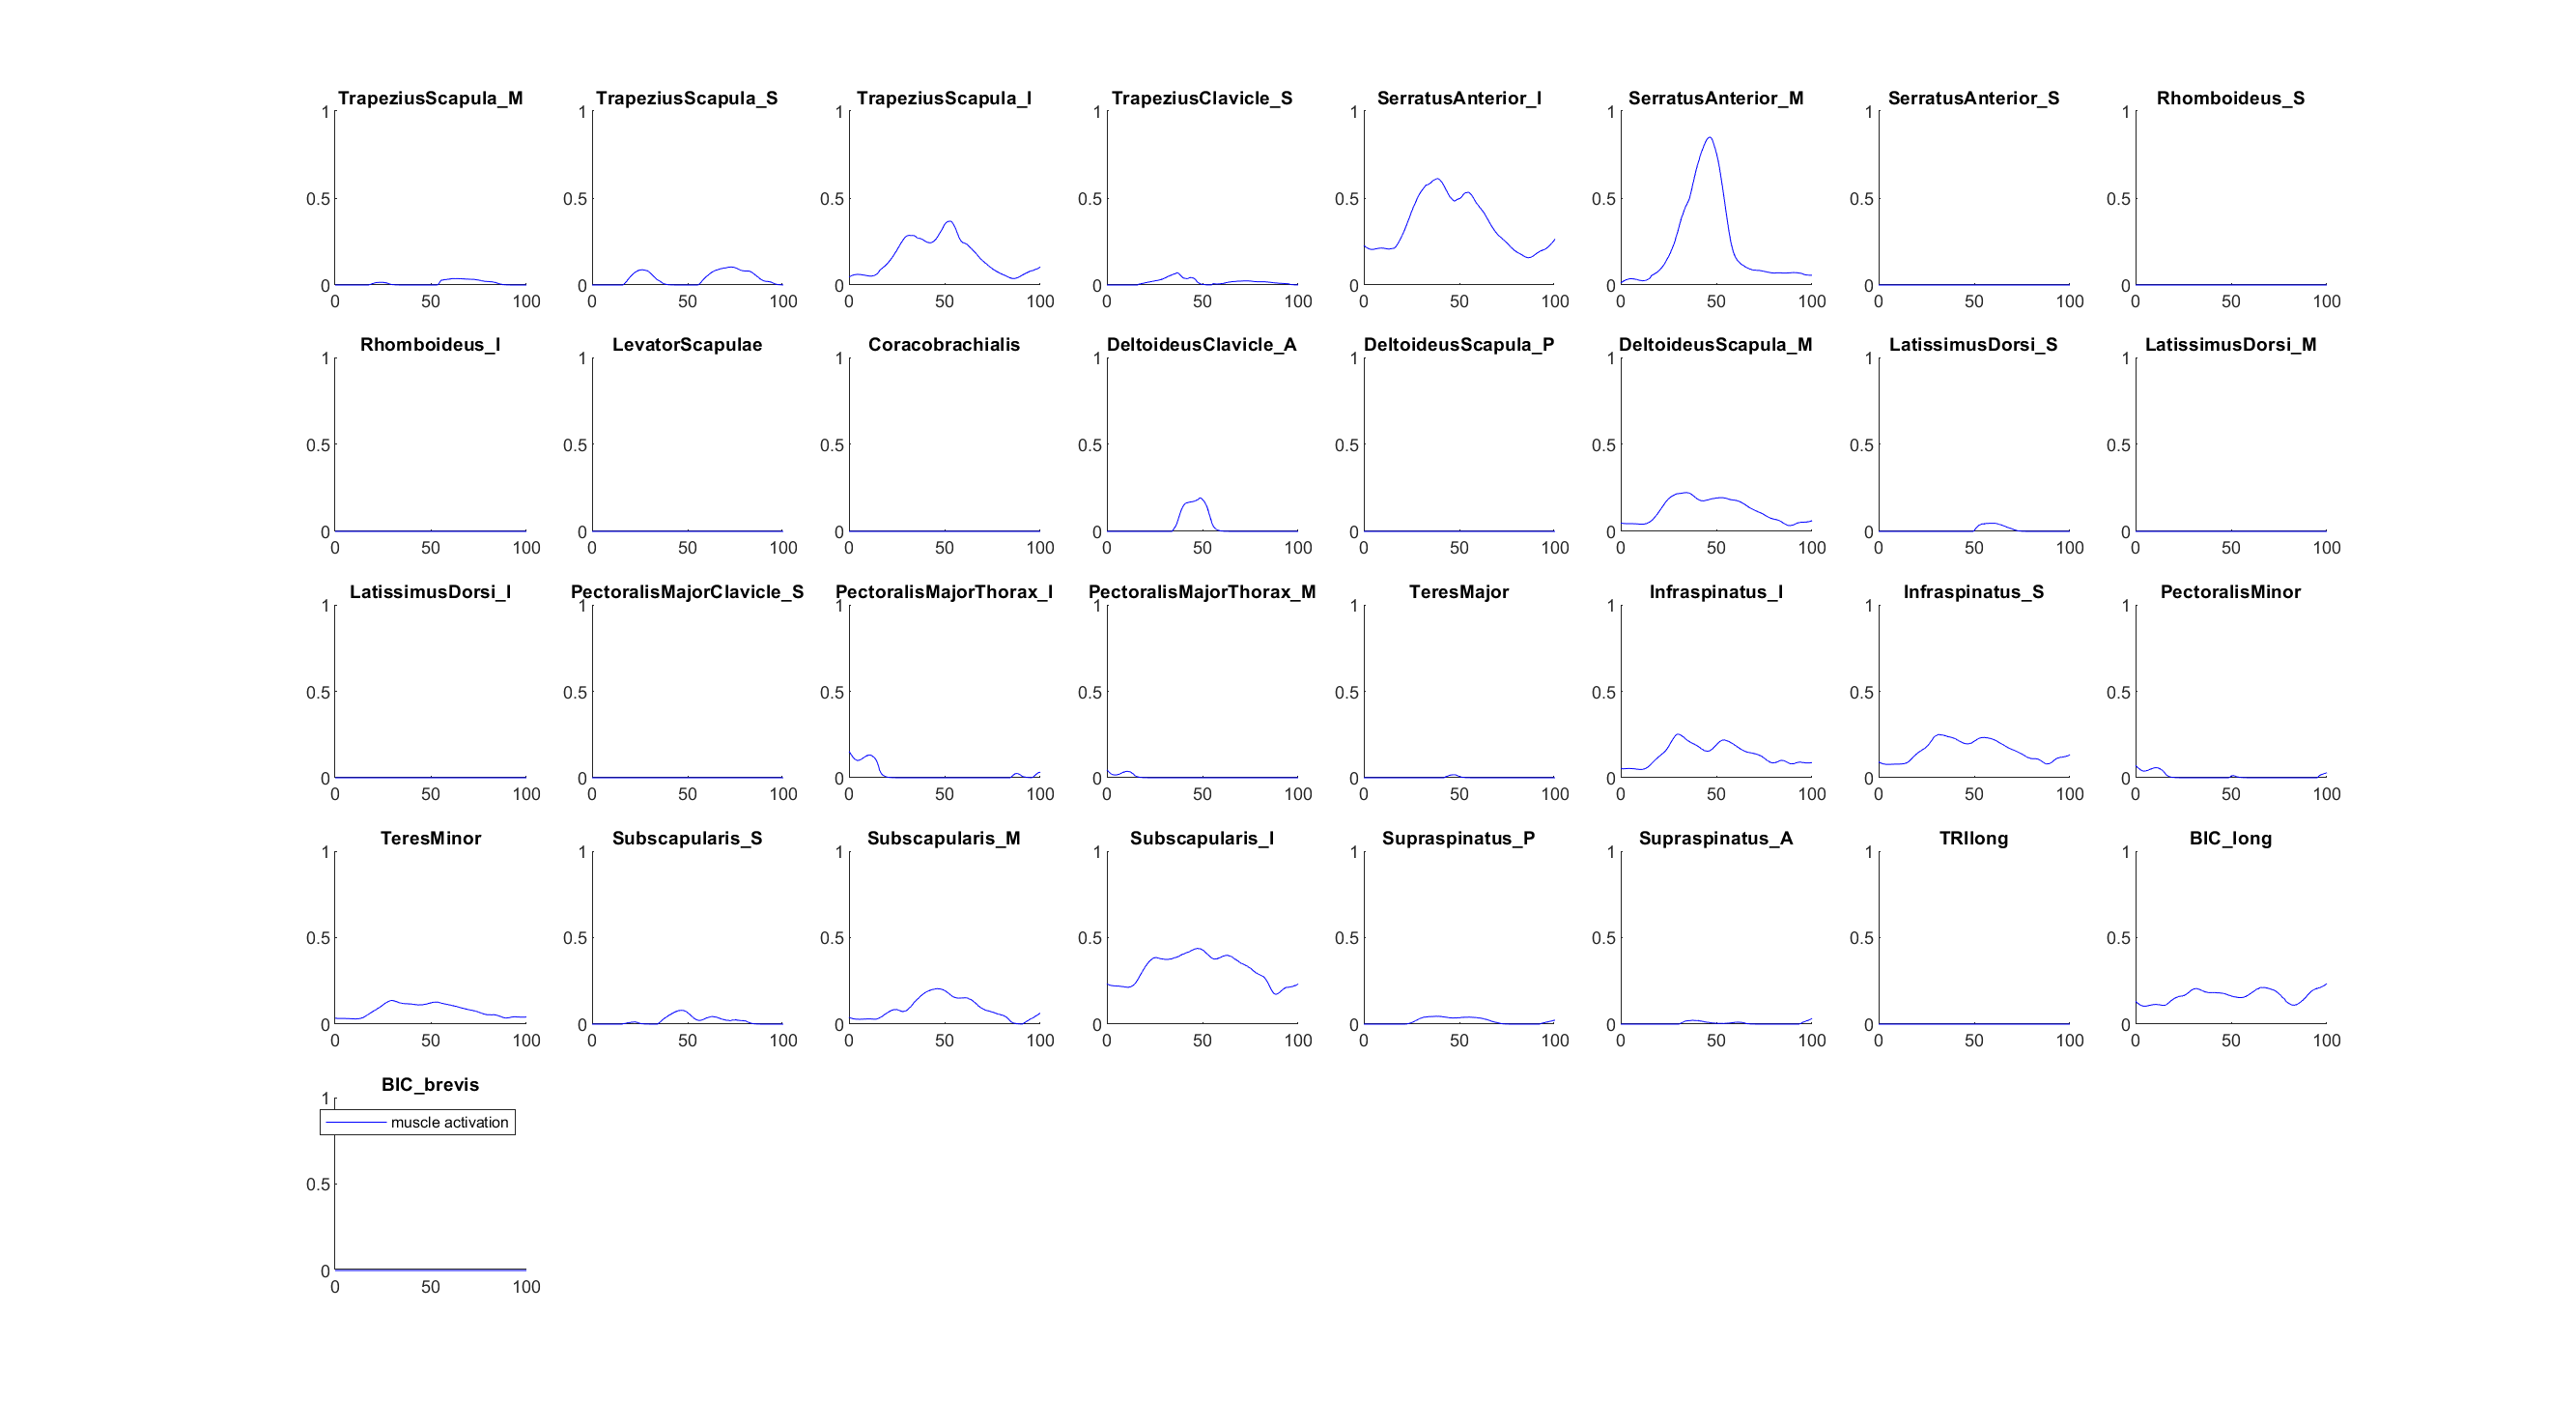 TrapeziusScapula_M TrapeziusScapula_S TrapeziusScapula_I TrapeziusClavicle_S SerratusAnterior_I SerratusAnterior_M SerratusAnterior_S Rhomboideus_S
1 1 1 1 1 1 1 1
0.5 0.5 0.5 0.5 0.5 0.5 0.5 0.5
0 0 0 0 0 0 0 0
0 50 100 0 50 100 0 50 100 0 50 100 0 50 100 0 50 100 0 50 100 0 50 100
Rhomboideus_I LevatorScapulae Coracobrachialis DeltoideusClavicle_A DeltoideusScapula_P DeltoideusScapula_M LatissimusDorsi_S LatissimusDorsi_M
1 1 1 1 1 1 1 1
0.5 0.5 0.5 0.5 0.5 0.5 0.5 0.5
0 0 0 0 0 0 0 0
0 50 100 0 50 100 0 50 100 0 50 100 0 50 100 0 50 100 0 50 100 0 50 100
LatissimusDorsi_I PectoralisMajorClavicle_S PectoralisMajorThorax_I PectoralisMajorThorax_M TeresMajor Infraspinatus_I Infraspinatus_S PectoralisMinor
1 1 1 1 1 1 1 1
0.5 0.5 0.5 0.5 0.5 0.5 0.5 0.5
0 0 0 0 0 0 0 0
0 50 100 0 50 100 0 50 100 0 50 100 0 50 100 0 50 100 0 50 100 0 50 100
TeresMinor Subscapularis_S Subscapularis_M Subscapularis_I Supraspinatus_P Supraspinatus_A TRIlong BIC_long
1 1 1 1 1 1 1 1
0.5 0.5 0.5 0.5 0.5 0.5 0.5 0.5
0 0 0 0 0 0 0 0
0 50 100 0 50 100 0 50 100 0 50 100 0 50 100 0 50 100 0 50 100 0 50 100
BIC_brevis
1
muscle activation
0.5
0
0 50 100